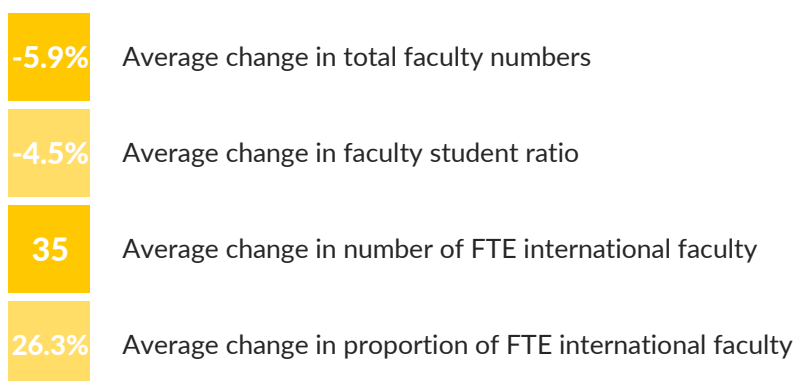 -5.9% Average change in total faculty numbers
-4.5% Average change in faculty student ratio
35 Average change in number of FTE international faculty
26.3% Average change in proportion of FTE international faculty